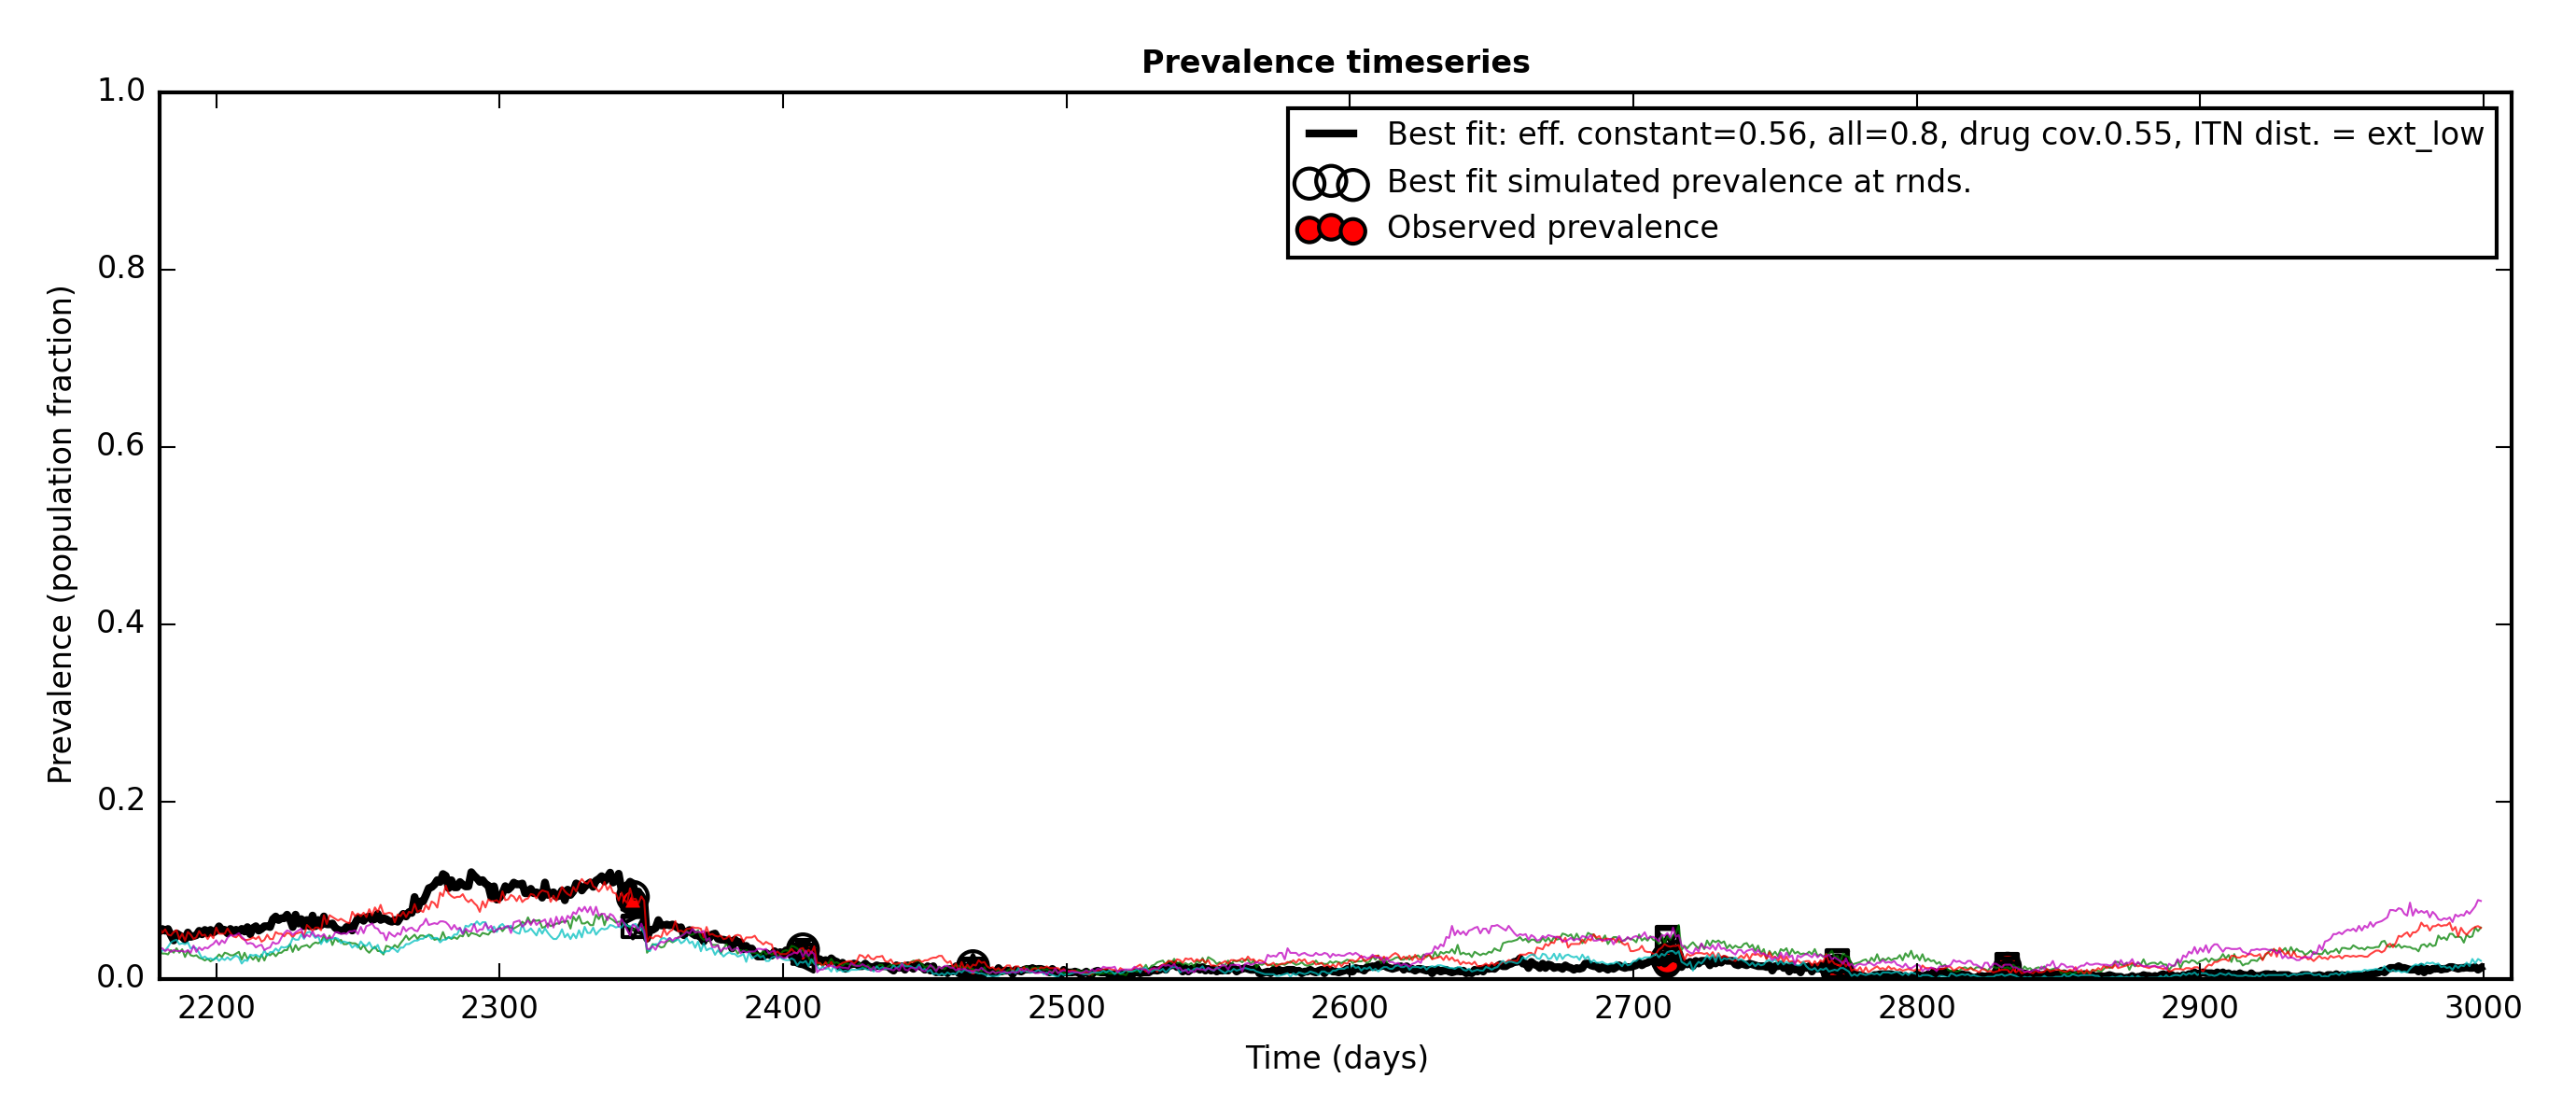 Prevalence timeseries
Best fit: eff. constant=0.56, all=0.8, drug cov.0.55, ITN dist. = ext_low
Best fit simulated prevalence at rnds.
Observed prevalence
Prevalence (population fraction)
1.0
0.8
0.6
0.4
0.2
0.0
2200 2300 2400 2500 2600 2700 2800 2900 3000
Time (days)